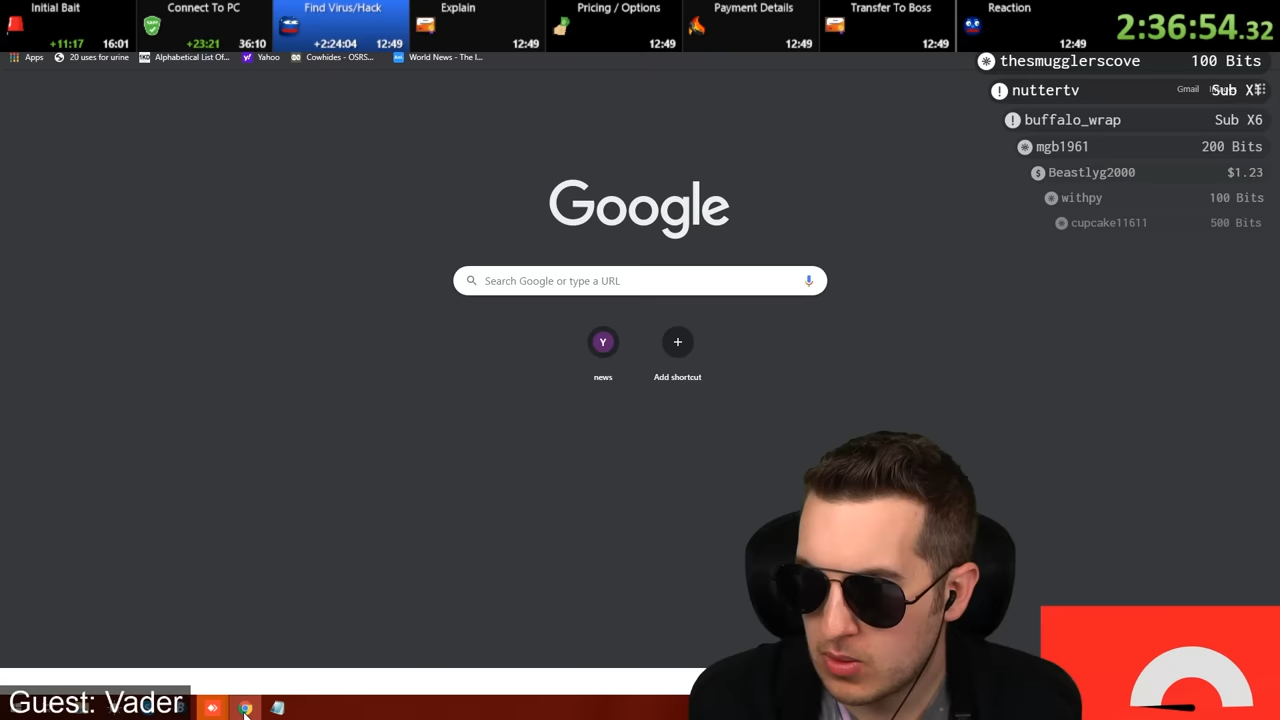 Initial Bait
+11:17 16:01
Connect To PC
+23:21 36:10
Find Virus/Hack
+2:24:04 12:49
Explain
12:49
Pricing / Options
12:49
Payment Details
12:49
Transfer To Boss
12:49
Reaction
12:49
2:36:54.32
Apps
20 uses for urine
Alphabetical List Of...
Yahoo
Cowhides - OSRS...
World News - The I...
thesmugglerscove 100 Bits
Gmail
nuttertv Sub
buffalo_wrap Sub X6
mgb1961 200 Bits
Beastlyg2000 $1.23
withpy 100 Bits
cupcake11611 500 Bits
Google
Search Google or type a URL
Y
news
Add shortcut
Guest: Vader